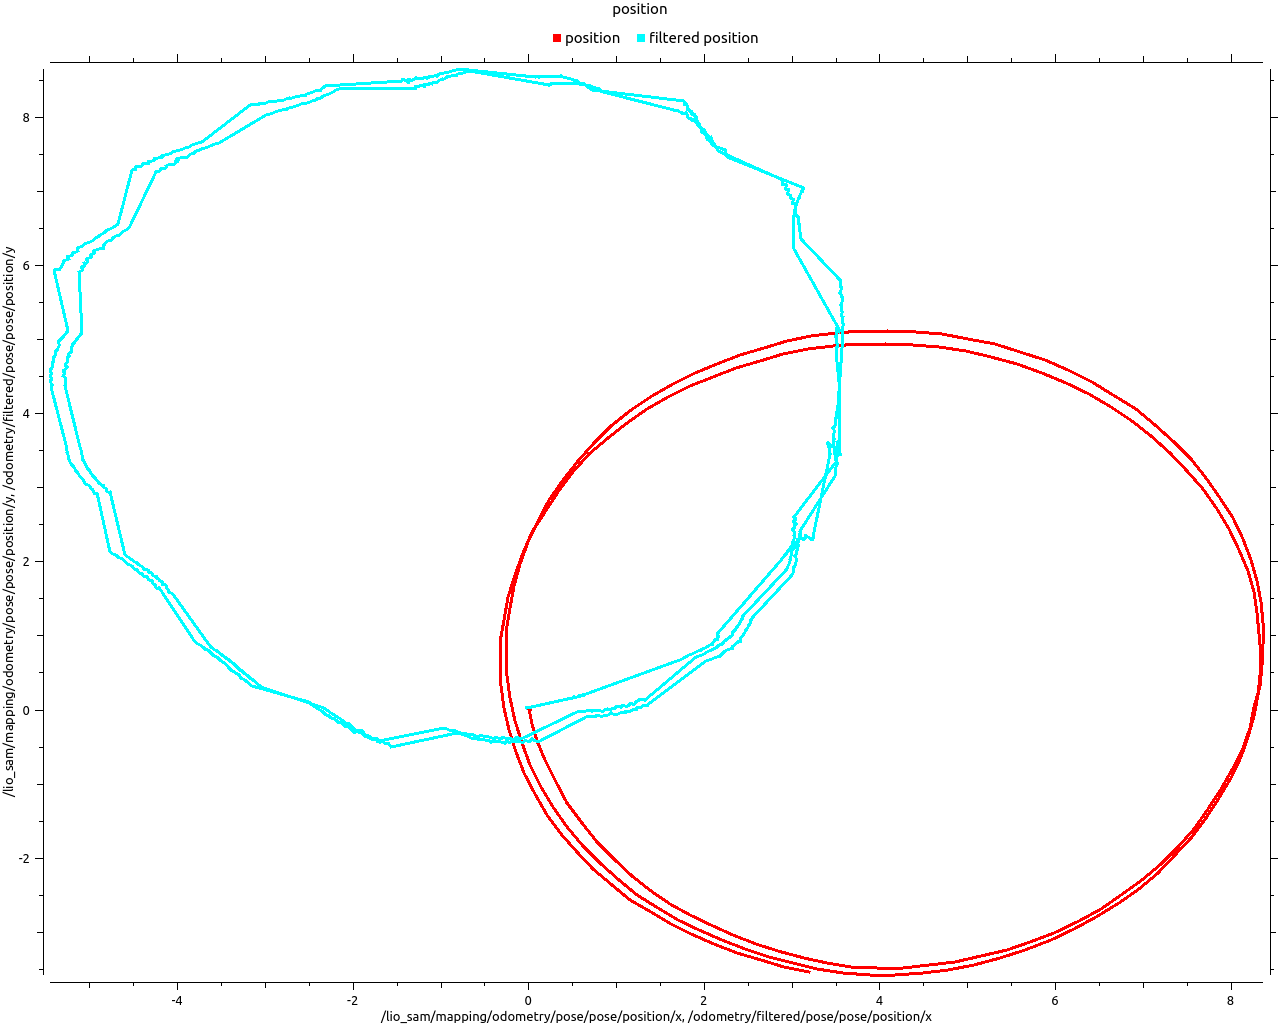 position
position filtered position
8
6
4
2
0
-2
/lio_sam/mapping/odometry/pose/pose/position/y, /odometry/filtered/pose/pose/position/y
-4 -2 0 2 4 6 8
/lio_sam/mapping/odometry/pose/pose/position/x, /odometry/filtered/pose/pose/position/x